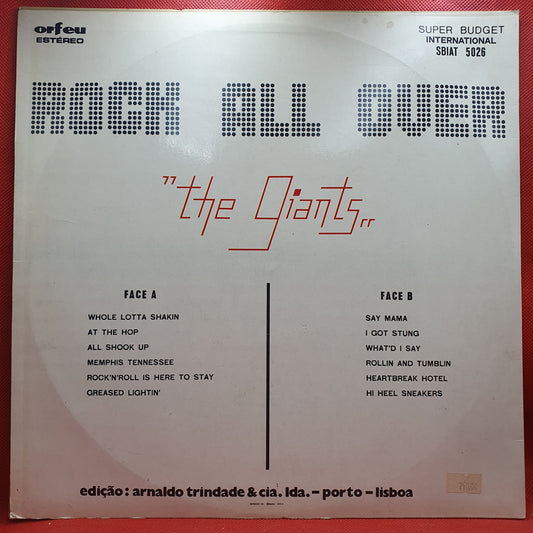 orfeu
ESTÉREO
SUPER BUDGET
INTERNATIONAL
SBIAT 5026
ROCK ALL OVER
"the giants"
FACE A
WHOLE LOTTA SHAKIN
AT THE HOP
ALL SHOOK UP
MEMPHIS TENNESSEE
ROCK'N'ROLL IS HERE TO STAY
GREASED LIGHTIN'
FACE B
SAY MAMA
I GOT STUNG
WHAT'D I SAY
ROLLIN AND TUMBLIN
HEARTBREAK HOTEL
HI HEEL SNEAKERS
edição: arnaldo trindade & cia. lda. - porto - lisboa